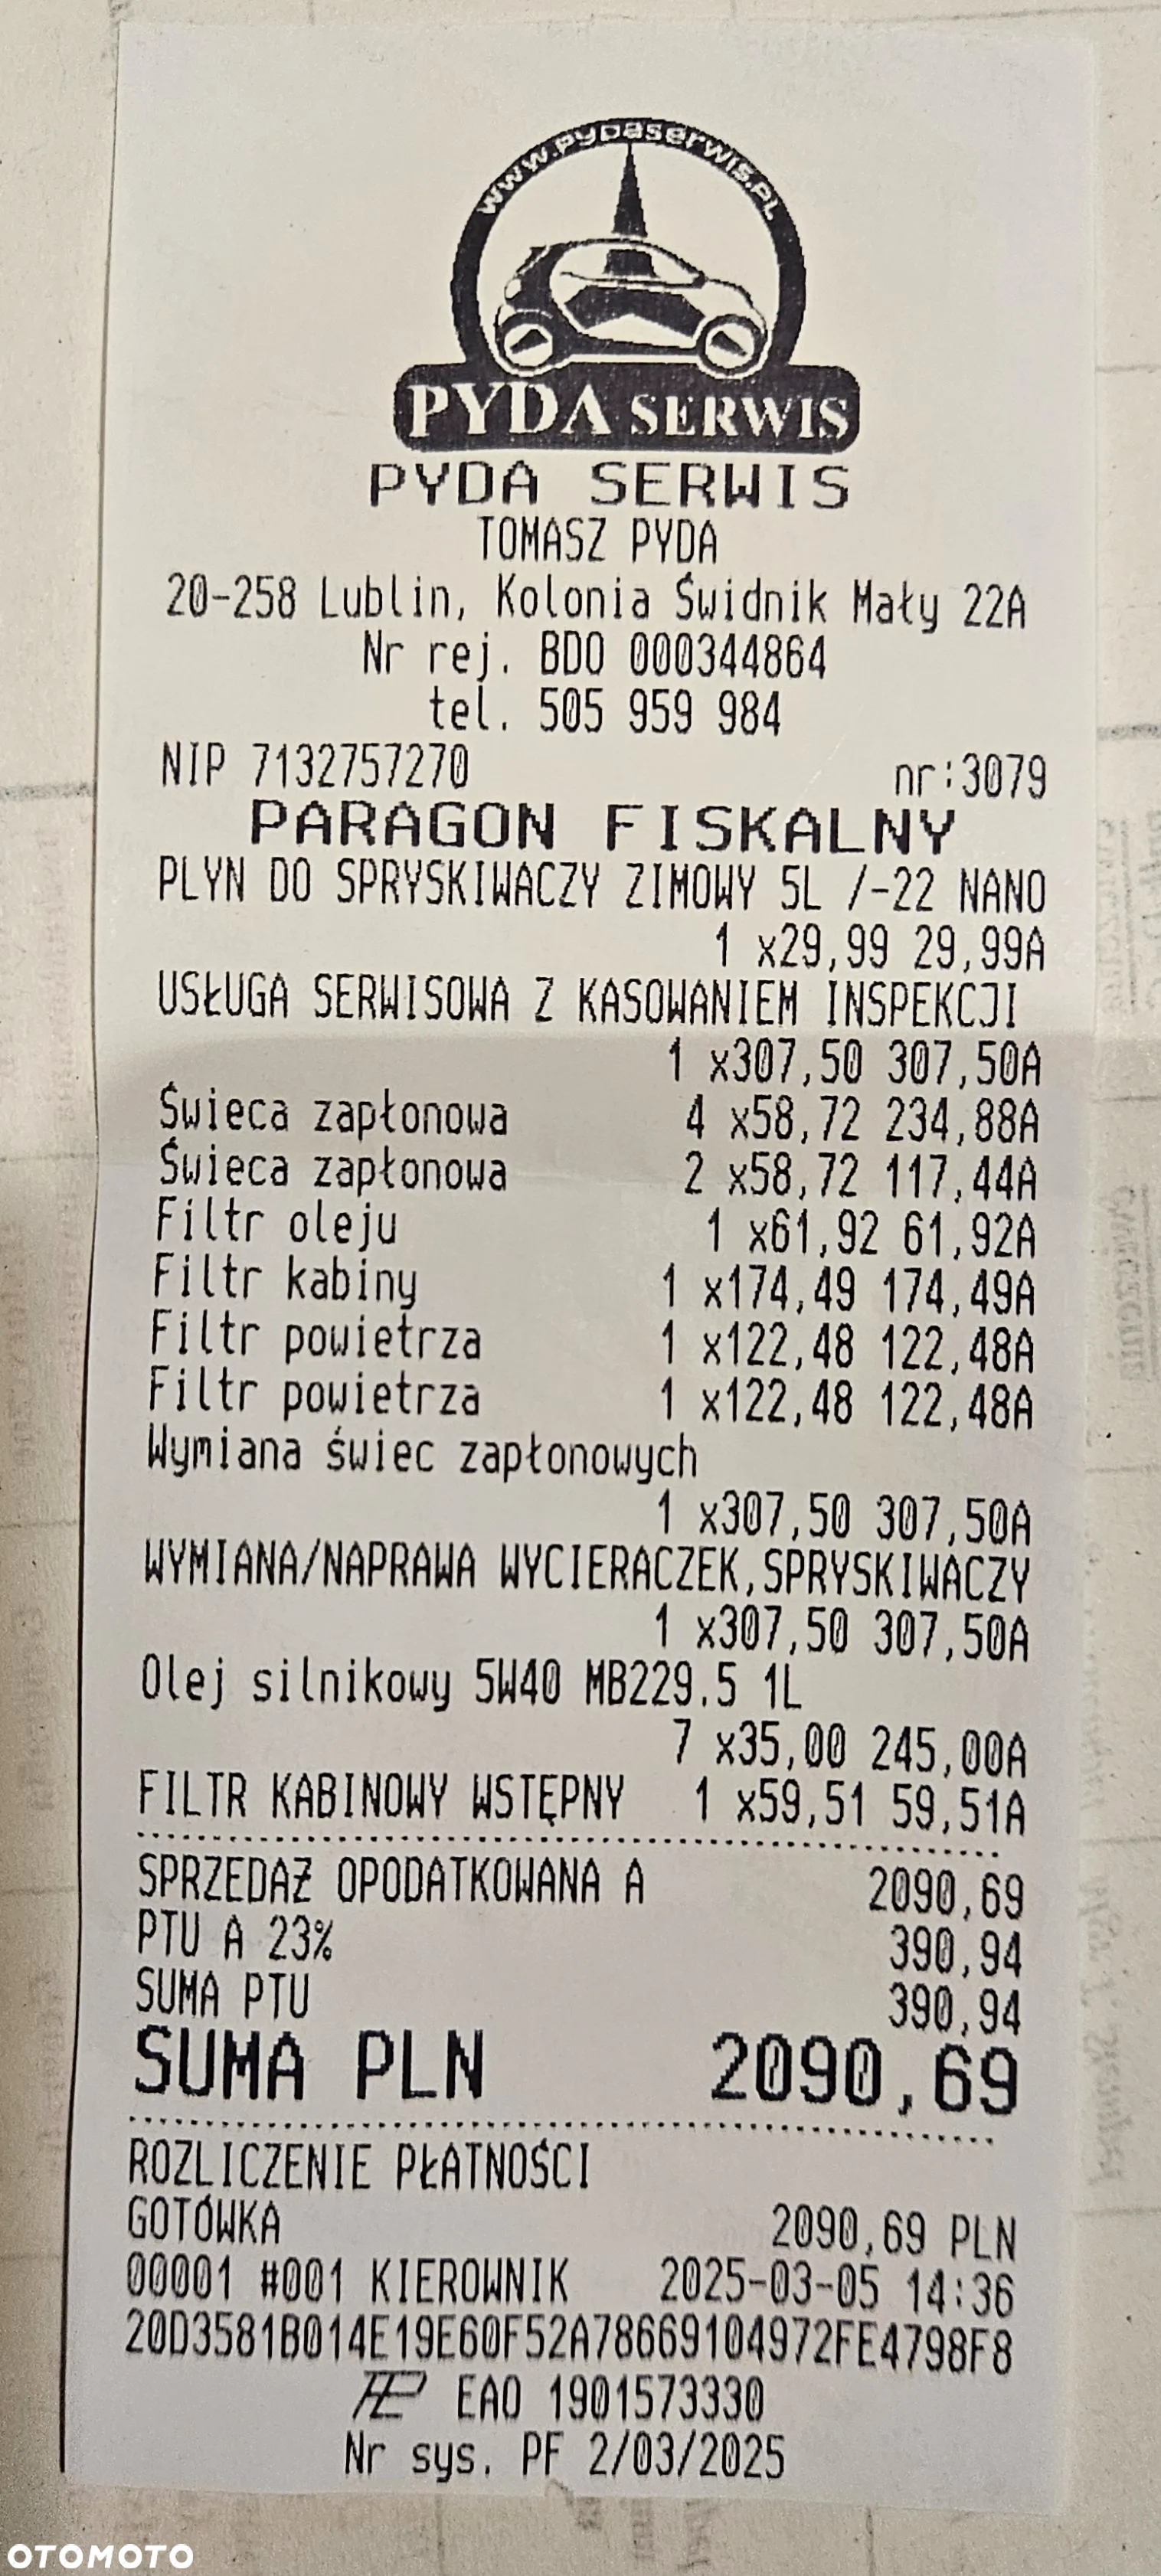 www.pydaserwis.pl
PYDA SERWIS
PYDA SERWIS
TOMASZ PYDA
20-258 Lublin, Kolonia Świdnik Mały 22A
Nr rej. BDO 000344864
tel. 505 959 984
NIP 7132757270 nr:3079
PARAGON FISKALNY
PLYN DO SPRYSKIWACZY ZIMOWY 5L /-22 NANO
1 x29,99 29,99A
USŁUGA SERWISOWA Z KASOWANIEM INSPEKCJI
1 x307,50 307,50A
Świeca zapłonowa 4 x58,72 234,88A
Świeca zapłonowa 2 x58,72 117,44A
Filtr oleju 1 x61,92 61,92A
Filtr kabiny 1 x174,49 174,49A
Filtr powietrza 1 x122,48 122,48A
Filtr powietrza 1 x122,48 122,48A
Wymiana świec zapłonowych
1 x307,50 307,50A
WYMIANA/NAPRAWA WYCIERACZEK,SPRYSKIWACZY
1 x307,50 307,50A
Olej silnikowy 5W40 MB229.5 1L
7 x35,00 245,00A
FILTR KABINOWY WSTĘPNY 1 x59,51 59,51A
SPRZEDAŻ OPODATKOWANA A 2090,69
PTU A 23% 390,94
SUMA PTU 390,94
SUMA PLN 2090,69
ROZLICZENIE PŁATNOŚCI
GOTÓWKA 2090,69 PLN
00001 #001 KIEROWNIK 2025-03-05 14:36
20D3581B014E19E60F52A78669104972FE4798F8
EAO 1901573330
Nr sys. PF 2/03/2025
OTOMOTO